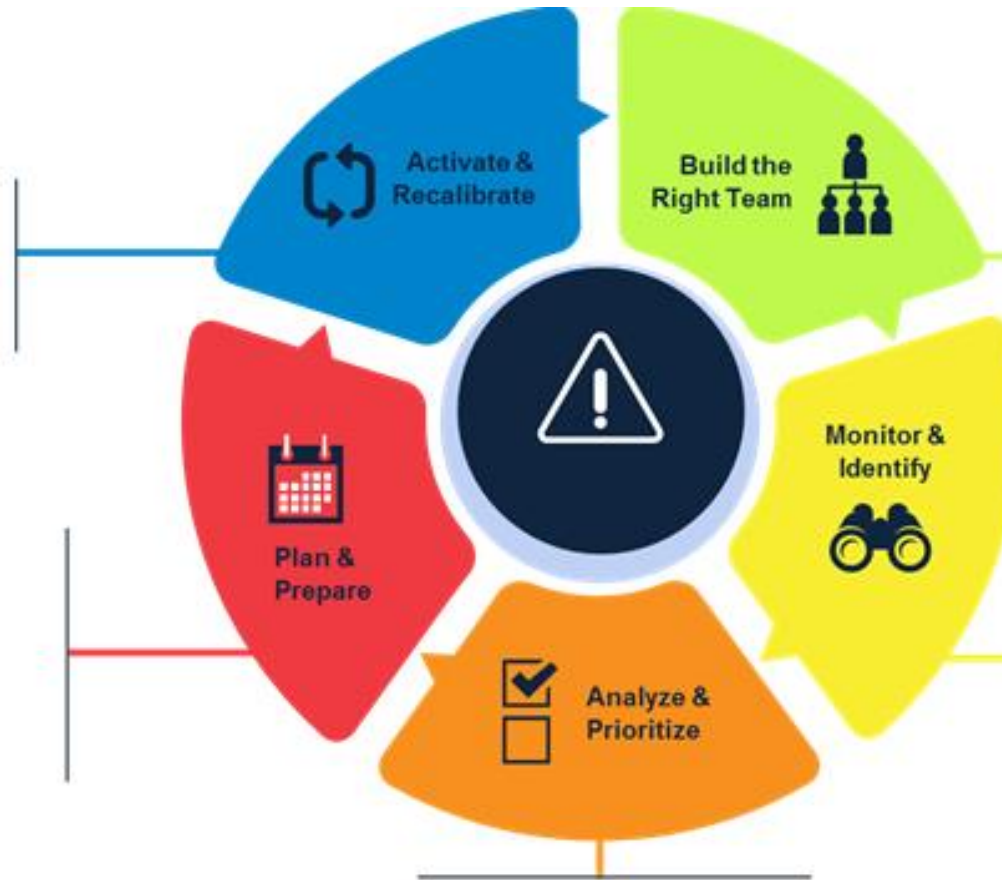 Activate &
Recalibrate
Build the
Right Team
Monitor &
Identify
Analyze &
Prioritize
Plan &
Prepare